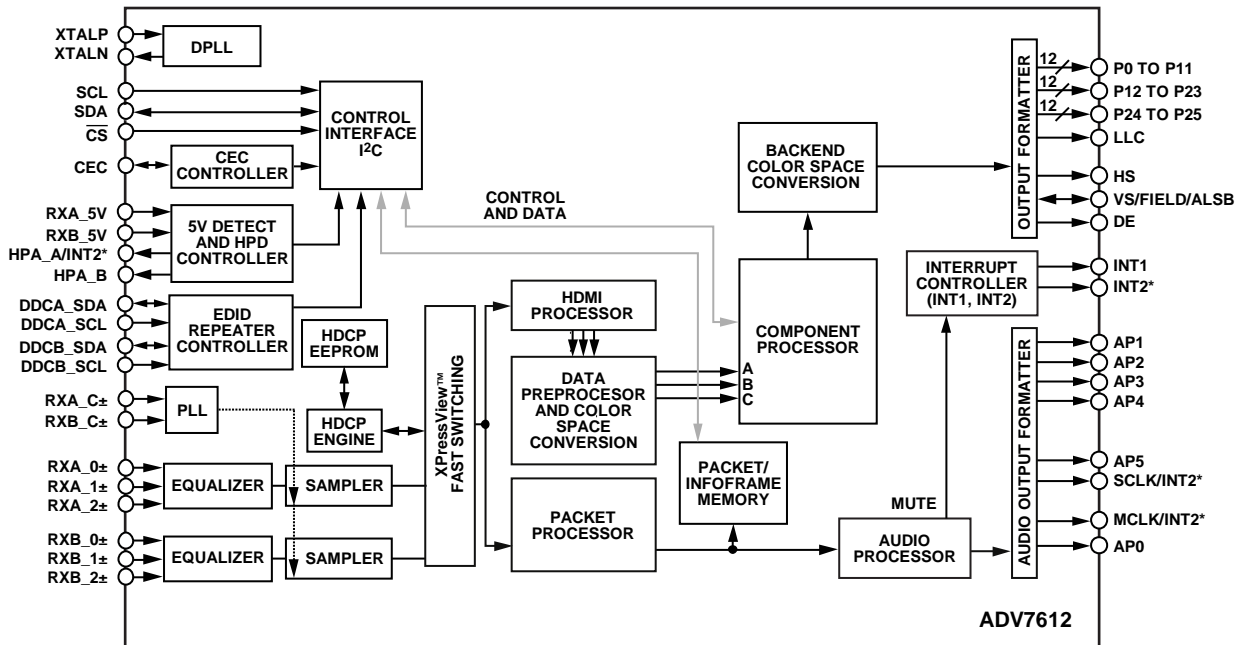 XTALP
XTALN
DPLL
SCL
SDA
CS
CEC
CEC
CONTROLLER
CONTROL
INTERFACE
I2C
RXA_5V
RXB_5V
HPA_A/INT2*
HPA_B
5V DETECT
AND HPD
CONTROLLER
DDCA_SDA
DDCA_SCL
DDCB_SDA
DDCB_SCL
EDID
REPEATER
CONTROLLER
HDCP
EEPROM
HDCP
ENGINE
RXA_C±
RXB_C±
PLL
RXA_0±
RXA_1±
RXA_2±
EQUALIZER
SAMPLER
RXB_0±
RXB_1±
RXB_2±
EQUALIZER
SAMPLER
XPressView™
FAST SWITCHING
CONTROL
AND DATA
HDMI
PROCESSOR
DATA
PREPROCESOR
AND COLOR
SPACE
CONVERSION
PACKET
PROCESSOR
A
B
C
COMPONENT
PROCESSOR
BACKEND
COLOR SPACE
CONVERSION
PACKET/
INFOFRAME
MEMORY
MUTE
AUDIO
PROCESSOR
INTERRUPT
CONTROLLER
(INT1, INT2)
OUTPUT FORMATTER
12
12
12
P0 TO P11
P12 TO P23
P24 TO P25
LLC
HS
VS/FIELD/ALSB
DE
INT1
INT2*
AUDIO OUTPUT FORMATTER
AP1
AP2
AP3
AP4
AP5
SCLK/INT2*
MCLK/INT2*
AP0
ADV7612